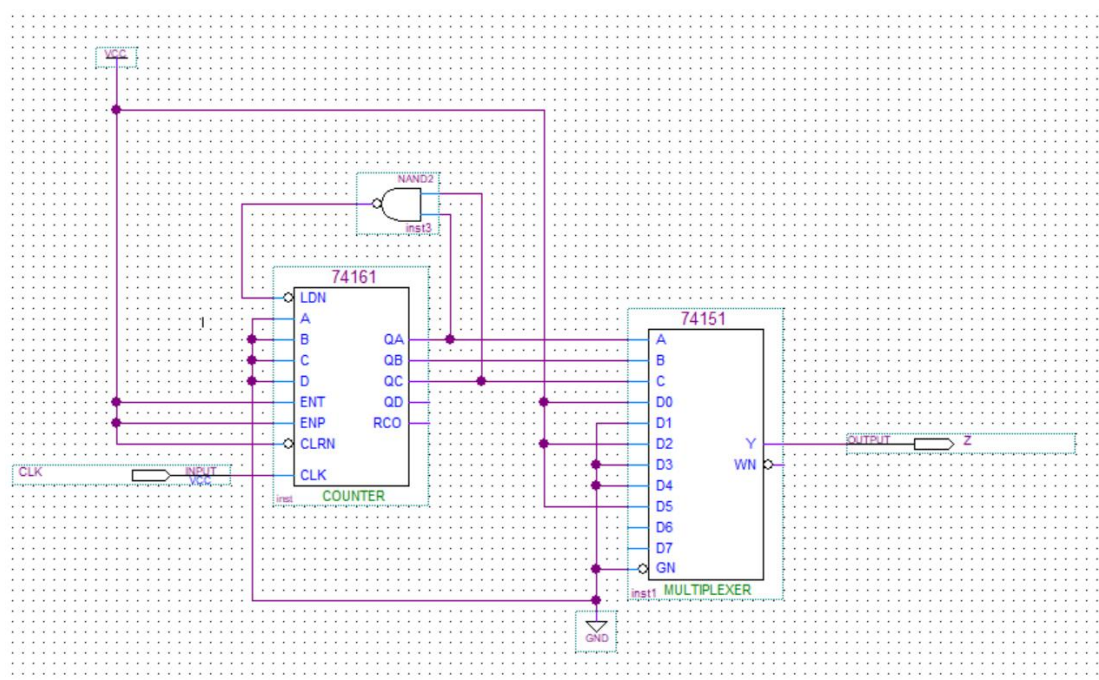 VCC
NAND2
inst3
74161
LDN
A
B
C
D
ENT
ENP
CLRN
CLK
QA
QB
QC
QD
RCO
inst
COUNTER
CLK
INPUT
VCC
74151
A
B
C
D0
D1
D2
D3
D4
D5
D6
D7
GN
Y
WN
inst1
MULTIPLEXER
OUTPUT
Z
GND